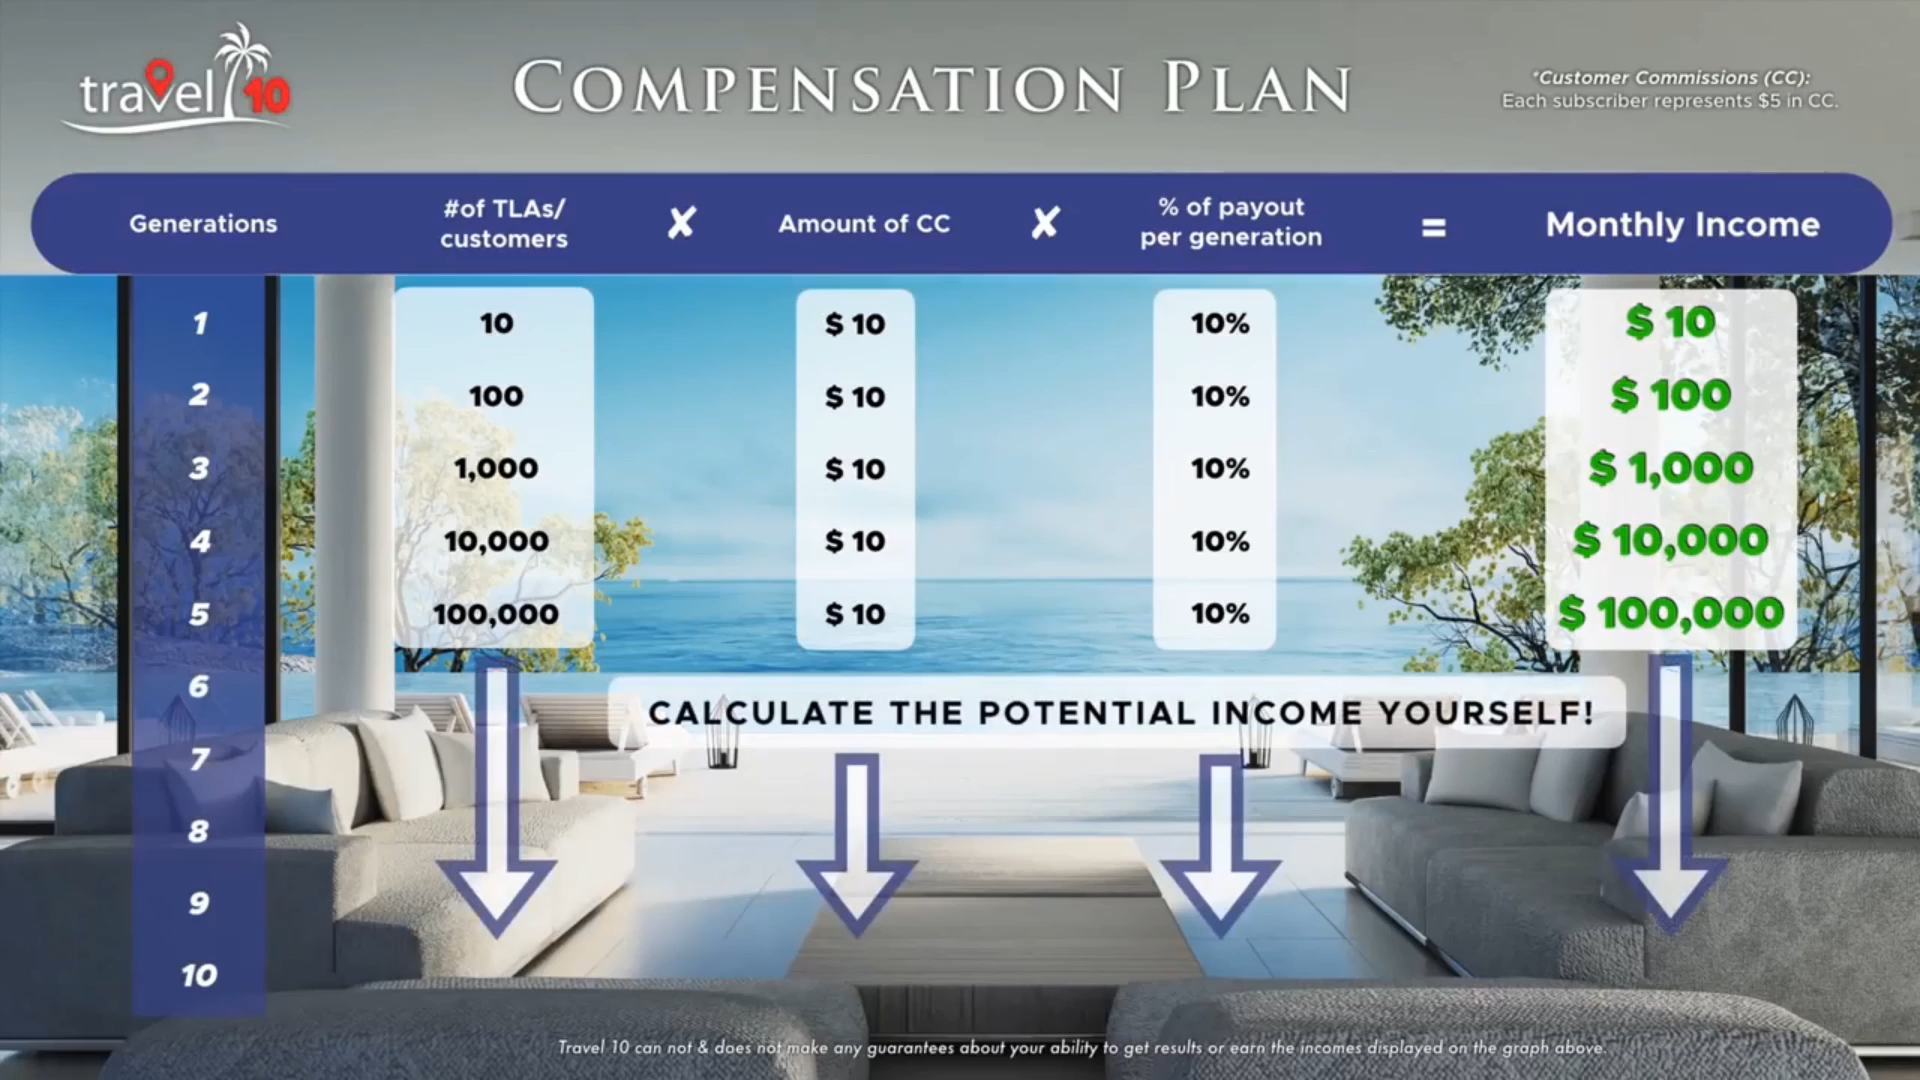 travel 10
COMPENSATION PLAN
*Customer Commissions (CC):
Each subscriber represents $5 in CC.
Generations
#of TLAs/
customers
X
Amount of CC
X
% of payout
per generation
=
Monthly Income
1 10 $ 10 10% $ 10
2 100 $ 10 10% $ 100
3 1,000 $ 10 10% $ 1,000
4 10,000 $ 10 10% $ 10,000
5 100,000 $ 10 10% $ 100,000
6
CALCULATE THE POTENTIAL INCOME YOURSELF!
7
8
9
10
Travel 10 can not & does not make any guarantees about your ability to get results or earn the incomes displayed on the graph above.